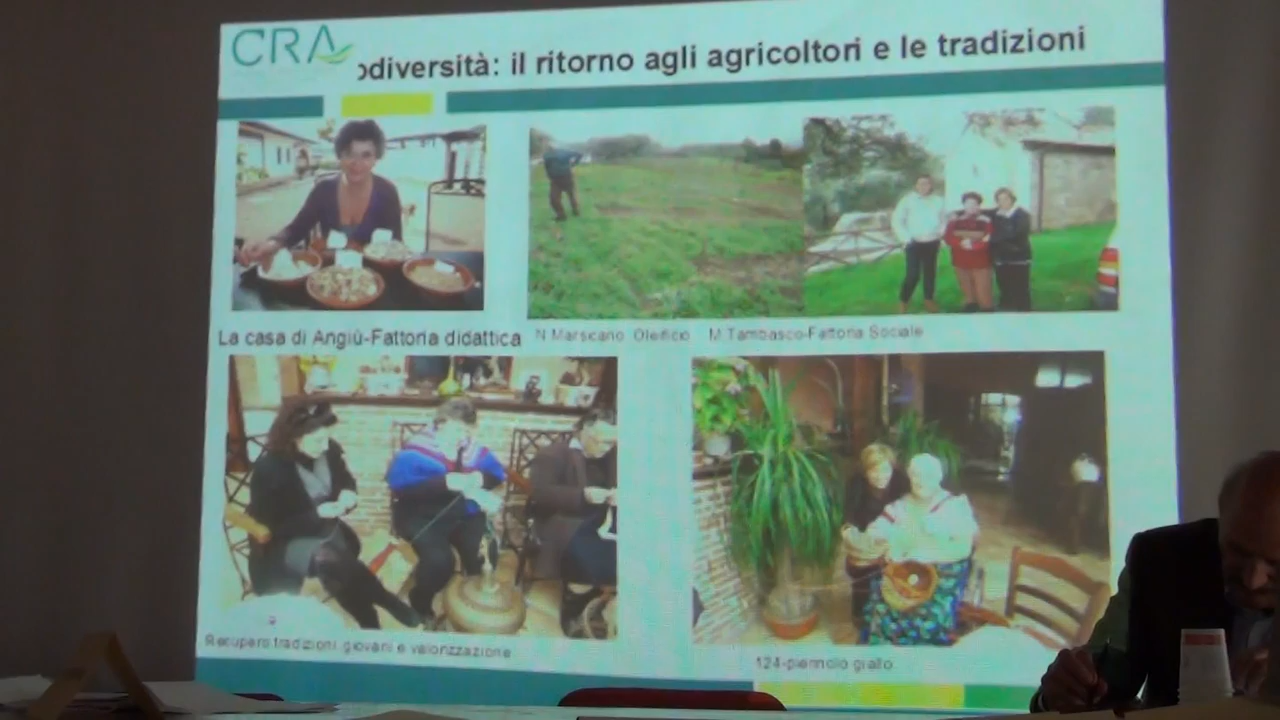 CRA
odiversità: il ritorno agli agricoltori e le tradizioni
La casa di Angiù-Fattoria didattica
N Marsicano Oleificio
M Tambasco-Fattoria Sociale
Recupero tradizioni, giovani e valorizzazione
124-piennolo giallo